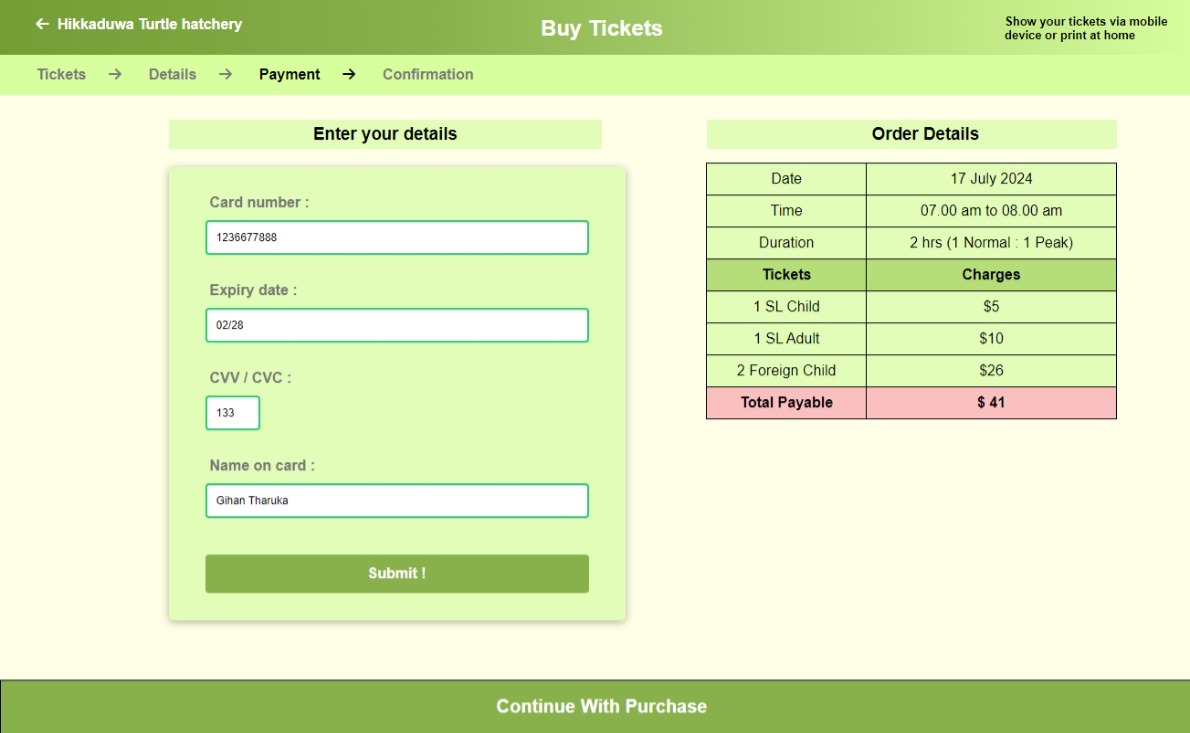 ← Hikkaduwa Turtle hatchery
Buy Tickets
Show your tickets via mobile
device or print at home
Tickets → Details → Payment → Confirmation
Enter your details
Card number :
1236677888
Expiry date :
02/28
CVV / CVC :
133
Name on card :
Gihan Tharuka
Submit !
Order Details
Date 17 July 2024
Time 07.00 am to 08.00 am
Duration 2 hrs (1 Normal : 1 Peak)
Tickets Charges
1 SL Child $5
1 SL Adult $10
2 Foreign Child $26
Total Payable $ 41
Continue With Purchase